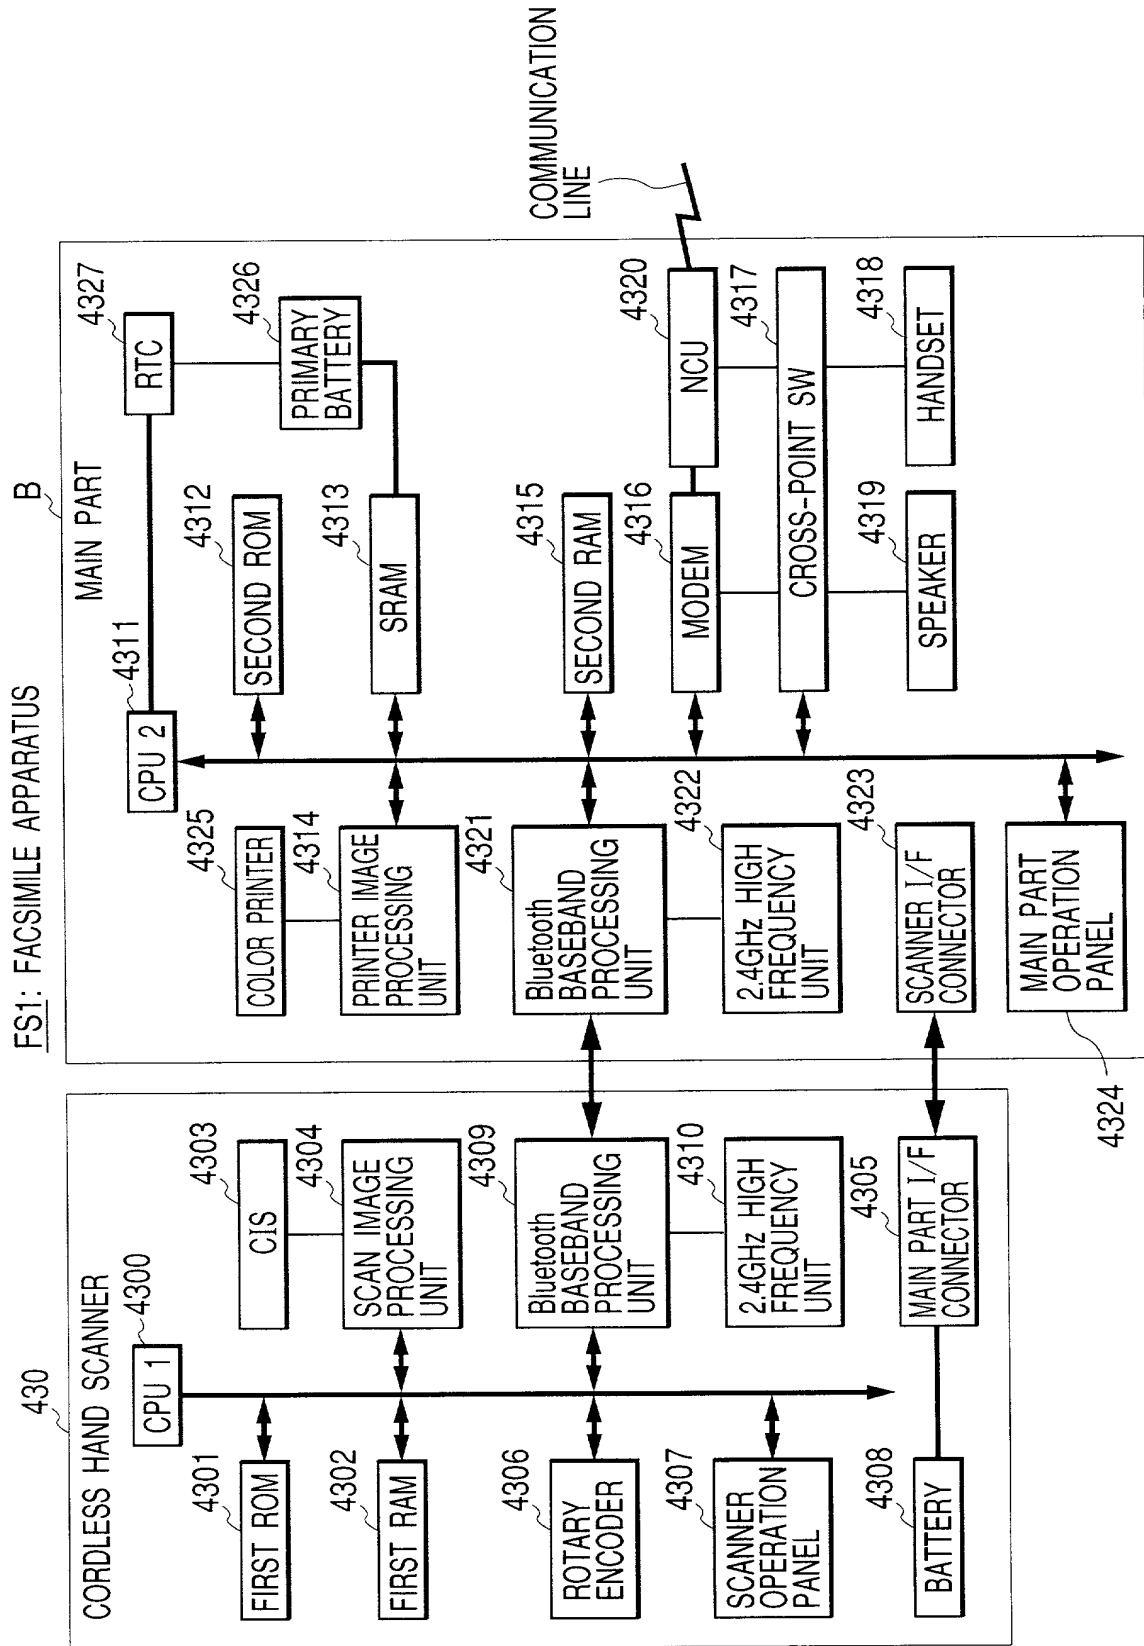 FS1: FACSIMILE APPARATUS
430
CORDLESS HAND SCANNER
4300
CPU 1
4301
FIRST ROM
4302
FIRST RAM
4306
ROTARY
ENCODER
4307
SCANNER
OPERATION
PANEL
4308
BATTERY
4303
CIS
4304
SCAN IMAGE
PROCESSING
UNIT
4309
Bluetooth
BASEBAND
PROCESSING
UNIT
4310
2.4GHz HIGH
FREQUENCY
UNIT
4305
MAIN PART I/F
CONNECTOR
B
MAIN PART
4311
CPU 2
4327
RTC
4326
PRIMARY
BATTERY
4325
COLOR PRINTER
4314
PRINTER IMAGE
PROCESSING
UNIT
4321
Bluetooth
BASEBAND
PROCESSING
UNIT
4322
2.4GHz HIGH
FREQUENCY
UNIT
4323
SCANNER I/F
CONNECTOR
MAIN PART
OPERATION
PANEL
4324
4312
SECOND ROM
4313
SRAM
4315
SECOND RAM
4316
MODEM
4320
NCU
4317
CROSS-POINT SW
4319
SPEAKER
4318
HANDSET
COMMUNICATION
LINE